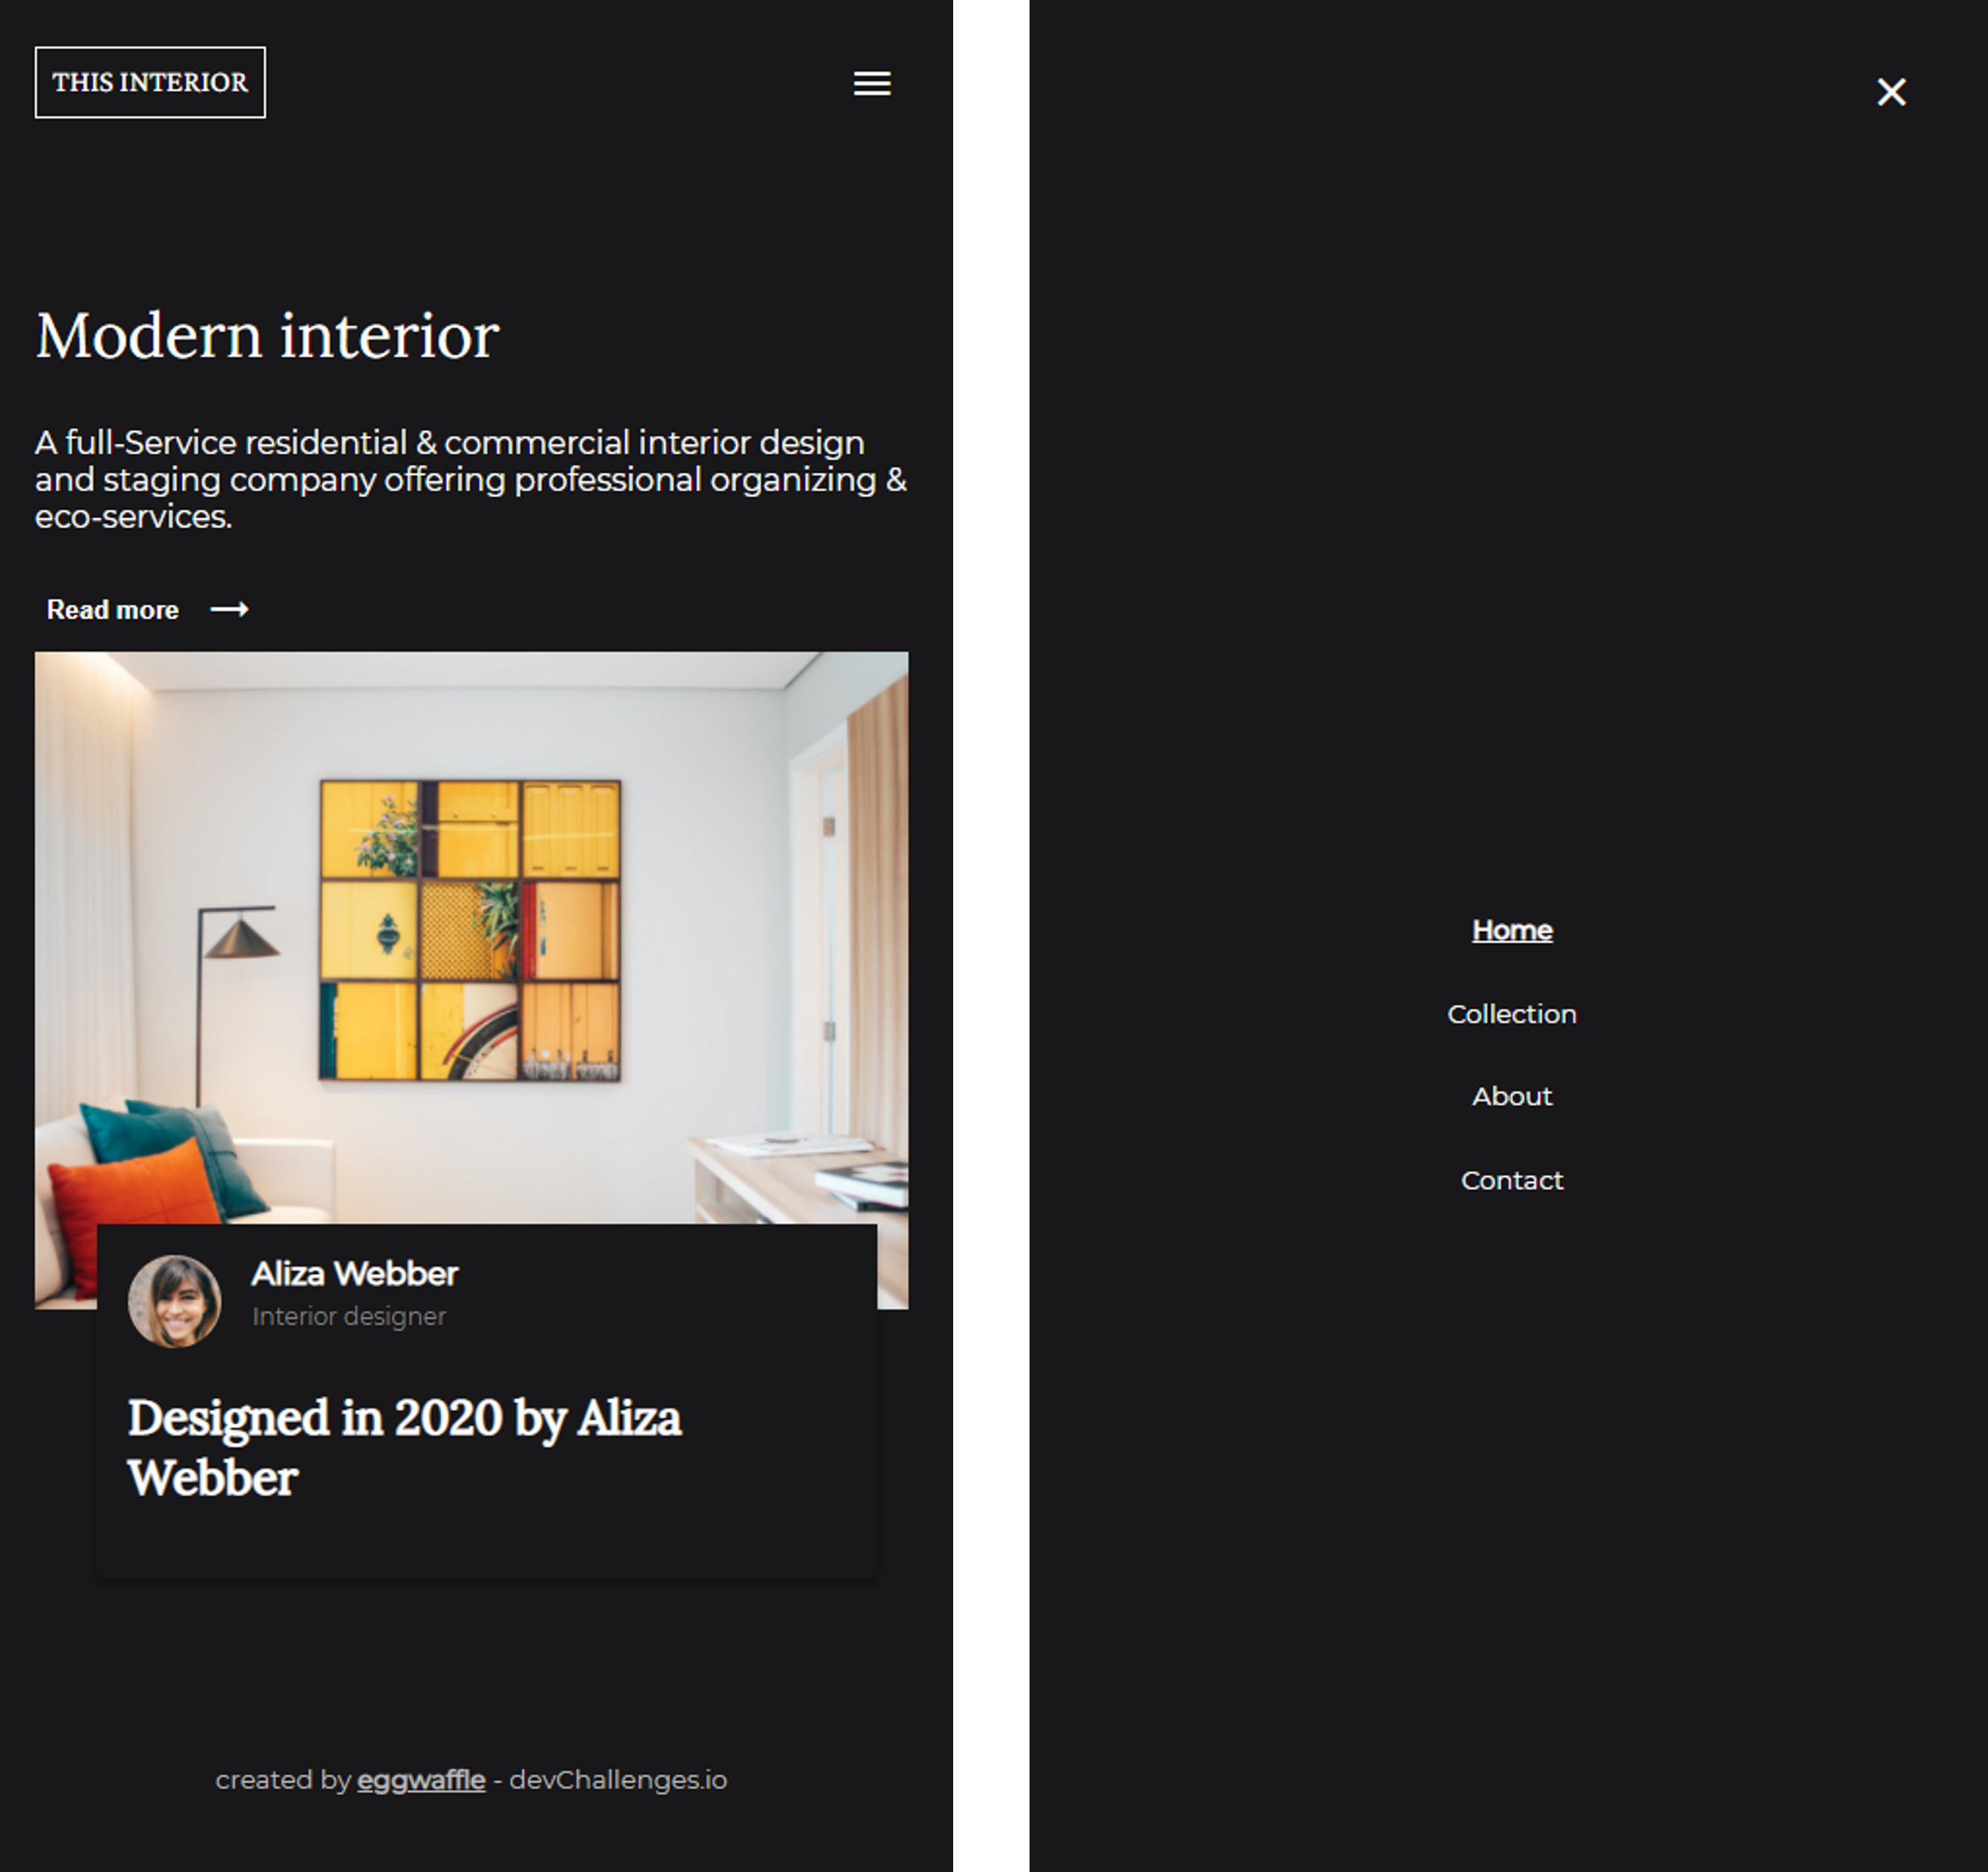 THIS INTERIOR
Modern interior
A full-Service residential & commercial interior design
and staging company offering professional organizing &
eco-services.
Read more
Aliza Webber
Interior designer
Designed in 2020 by Aliza
Webber
created by eggwaffle - devChallenges.io
Home
Collection
About
Contact